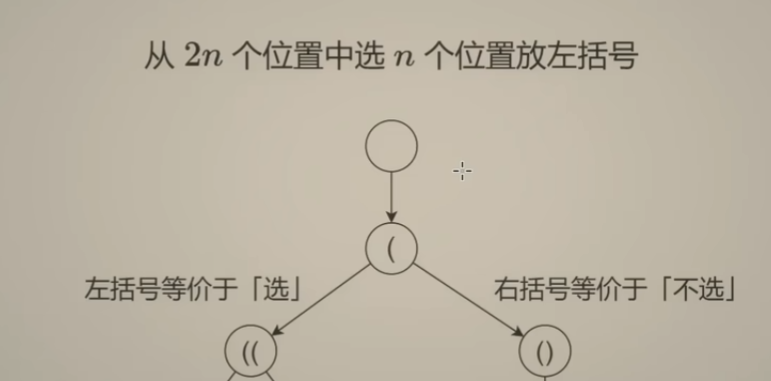 从 2n 个位置中选 n 个位置放左括号
(
左括号等价于「选」
右括号等价于「不选」
((
()